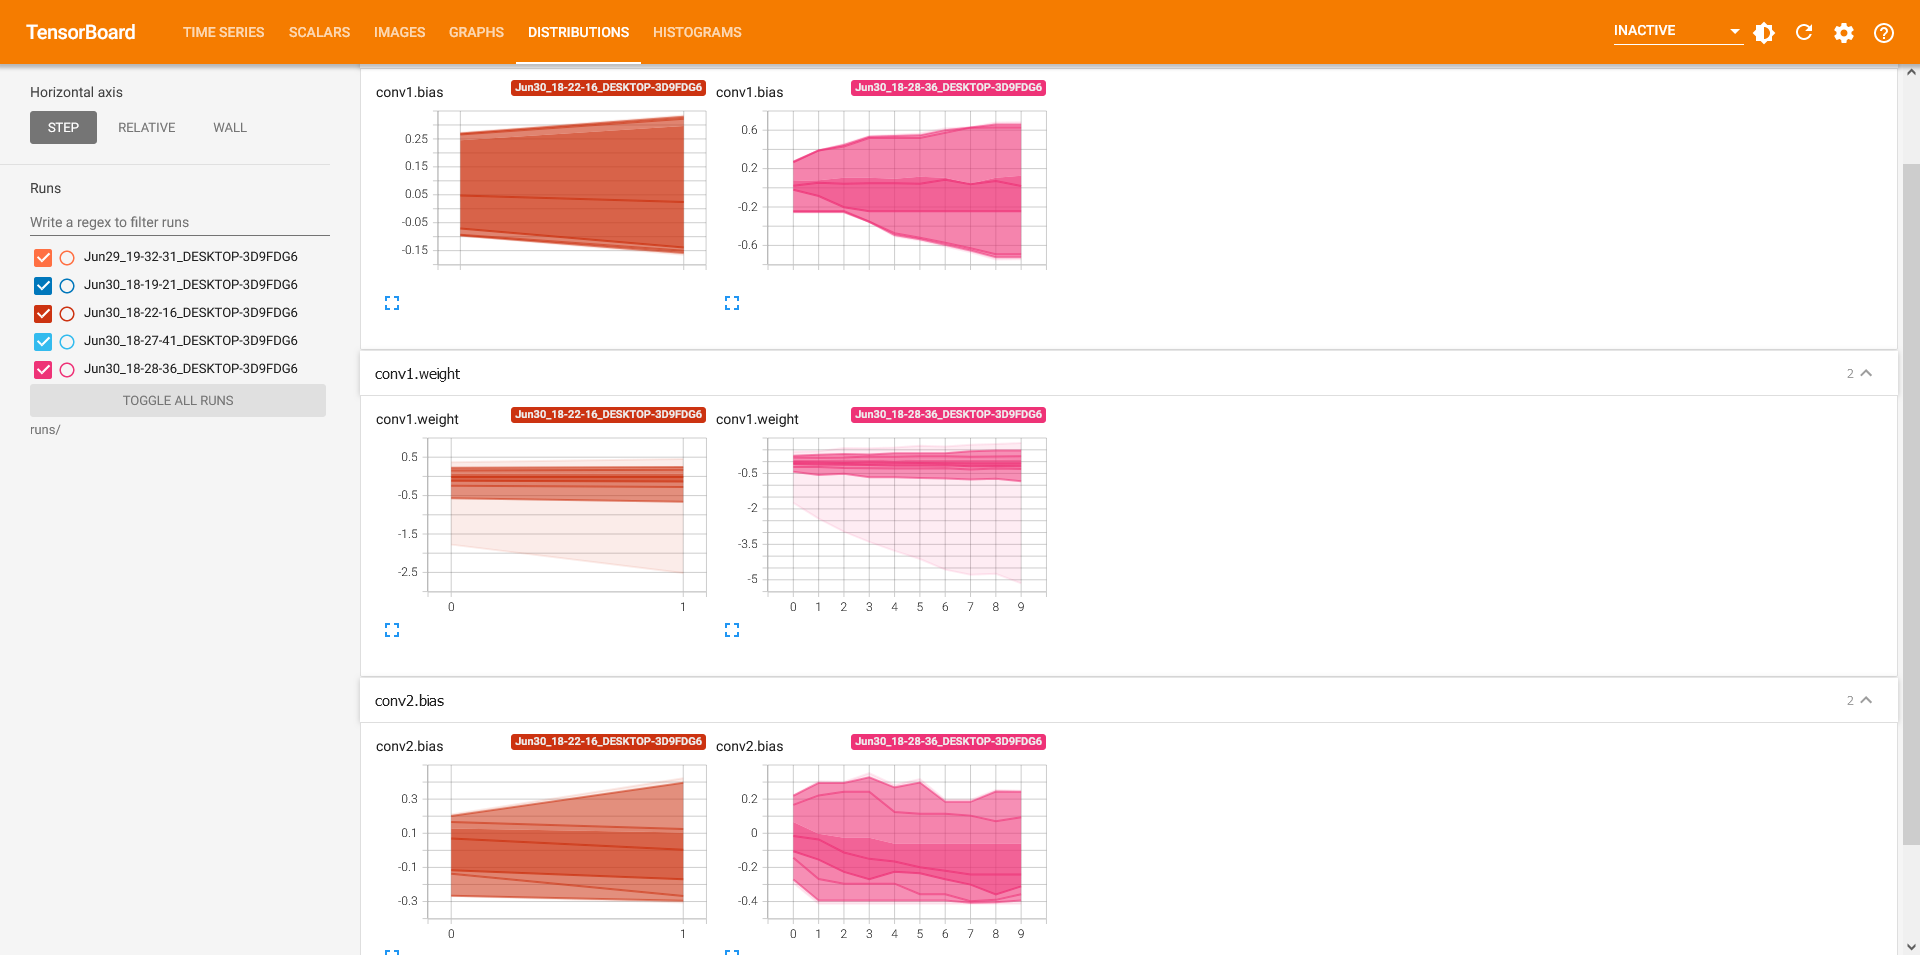 TensorBoard
TIME SERIES SCALARS IMAGES GRAPHS DISTRIBUTIONS HISTOGRAMS
INACTIVE
Horizontal axis
STEP RELATIVE WALL
Runs
Write a regex to filter runs
Jun29_19-32-31_DESKTOP-3D9FDG6
Jun30_18-19-21_DESKTOP-3D9FDG6
Jun30_18-22-16_DESKTOP-3D9FDG6
Jun30_18-27-41_DESKTOP-3D9FDG6
Jun30_18-28-36_DESKTOP-3D9FDG6
TOGGLE ALL RUNS
runs/
conv1.bias
Jun30_18-22-16_DESKTOP-3D9FDG6
0.25
0.15
0.05
-0.05
-0.15
conv1.bias
Jun30_18-28-36_DESKTOP-3D9FDG6
0.6
0.2
-0.2
-0.6
conv1.weight
2
conv1.weight
Jun30_18-22-16_DESKTOP-3D9FDG6
0.5
-0.5
-1.5
-2.5
0 1
conv1.weight
Jun30_18-28-36_DESKTOP-3D9FDG6
-0.5
-2
-3.5
-5
0 1 2 3 4 5 6 7 8 9
conv2.bias
2
conv2.bias
Jun30_18-22-16_DESKTOP-3D9FDG6
0.3
0.1
-0.1
-0.3
0 1
conv2.bias
Jun30_18-28-36_DESKTOP-3D9FDG6
0.2
0
-0.2
-0.4
0 1 2 3 4 5 6 7 8 9